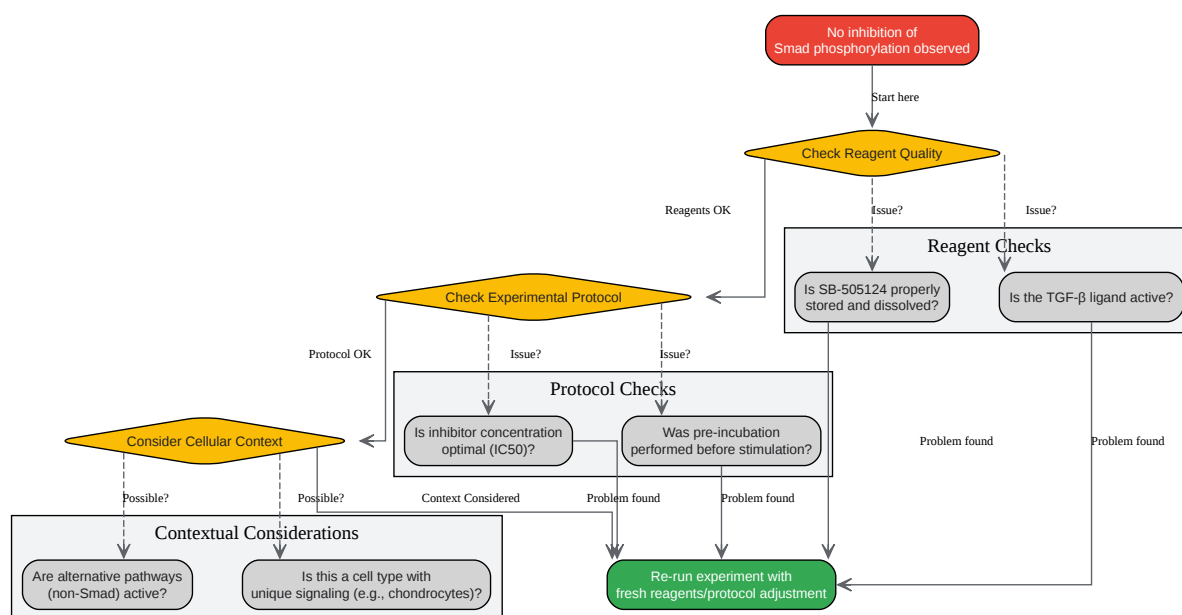 No inhibition of
Smad phosphorylation observed
Start here
Check Reagent Quality
Reagents OK
Issue?
Issue?
Reagent Checks
Is SB-505124 properly
stored and dissolved?
Is the TGF-β ligand active?
Check Experimental Protocol
Protocol OK
Issue?
Issue?
Protocol Checks
Is inhibitor concentration
optimal (IC50)?
Was pre-incubation
performed before stimulation?
Problem found
Problem found
Consider Cellular Context
Possible?
Possible?
Context Considered
Problem found
Problem found
Contextual Considerations
Are alternative pathways
(non-Smad) active?
Is this a cell type with
unique signaling (e.g., chondrocytes)?
Re-run experiment with
fresh reagents/protocol adjustment